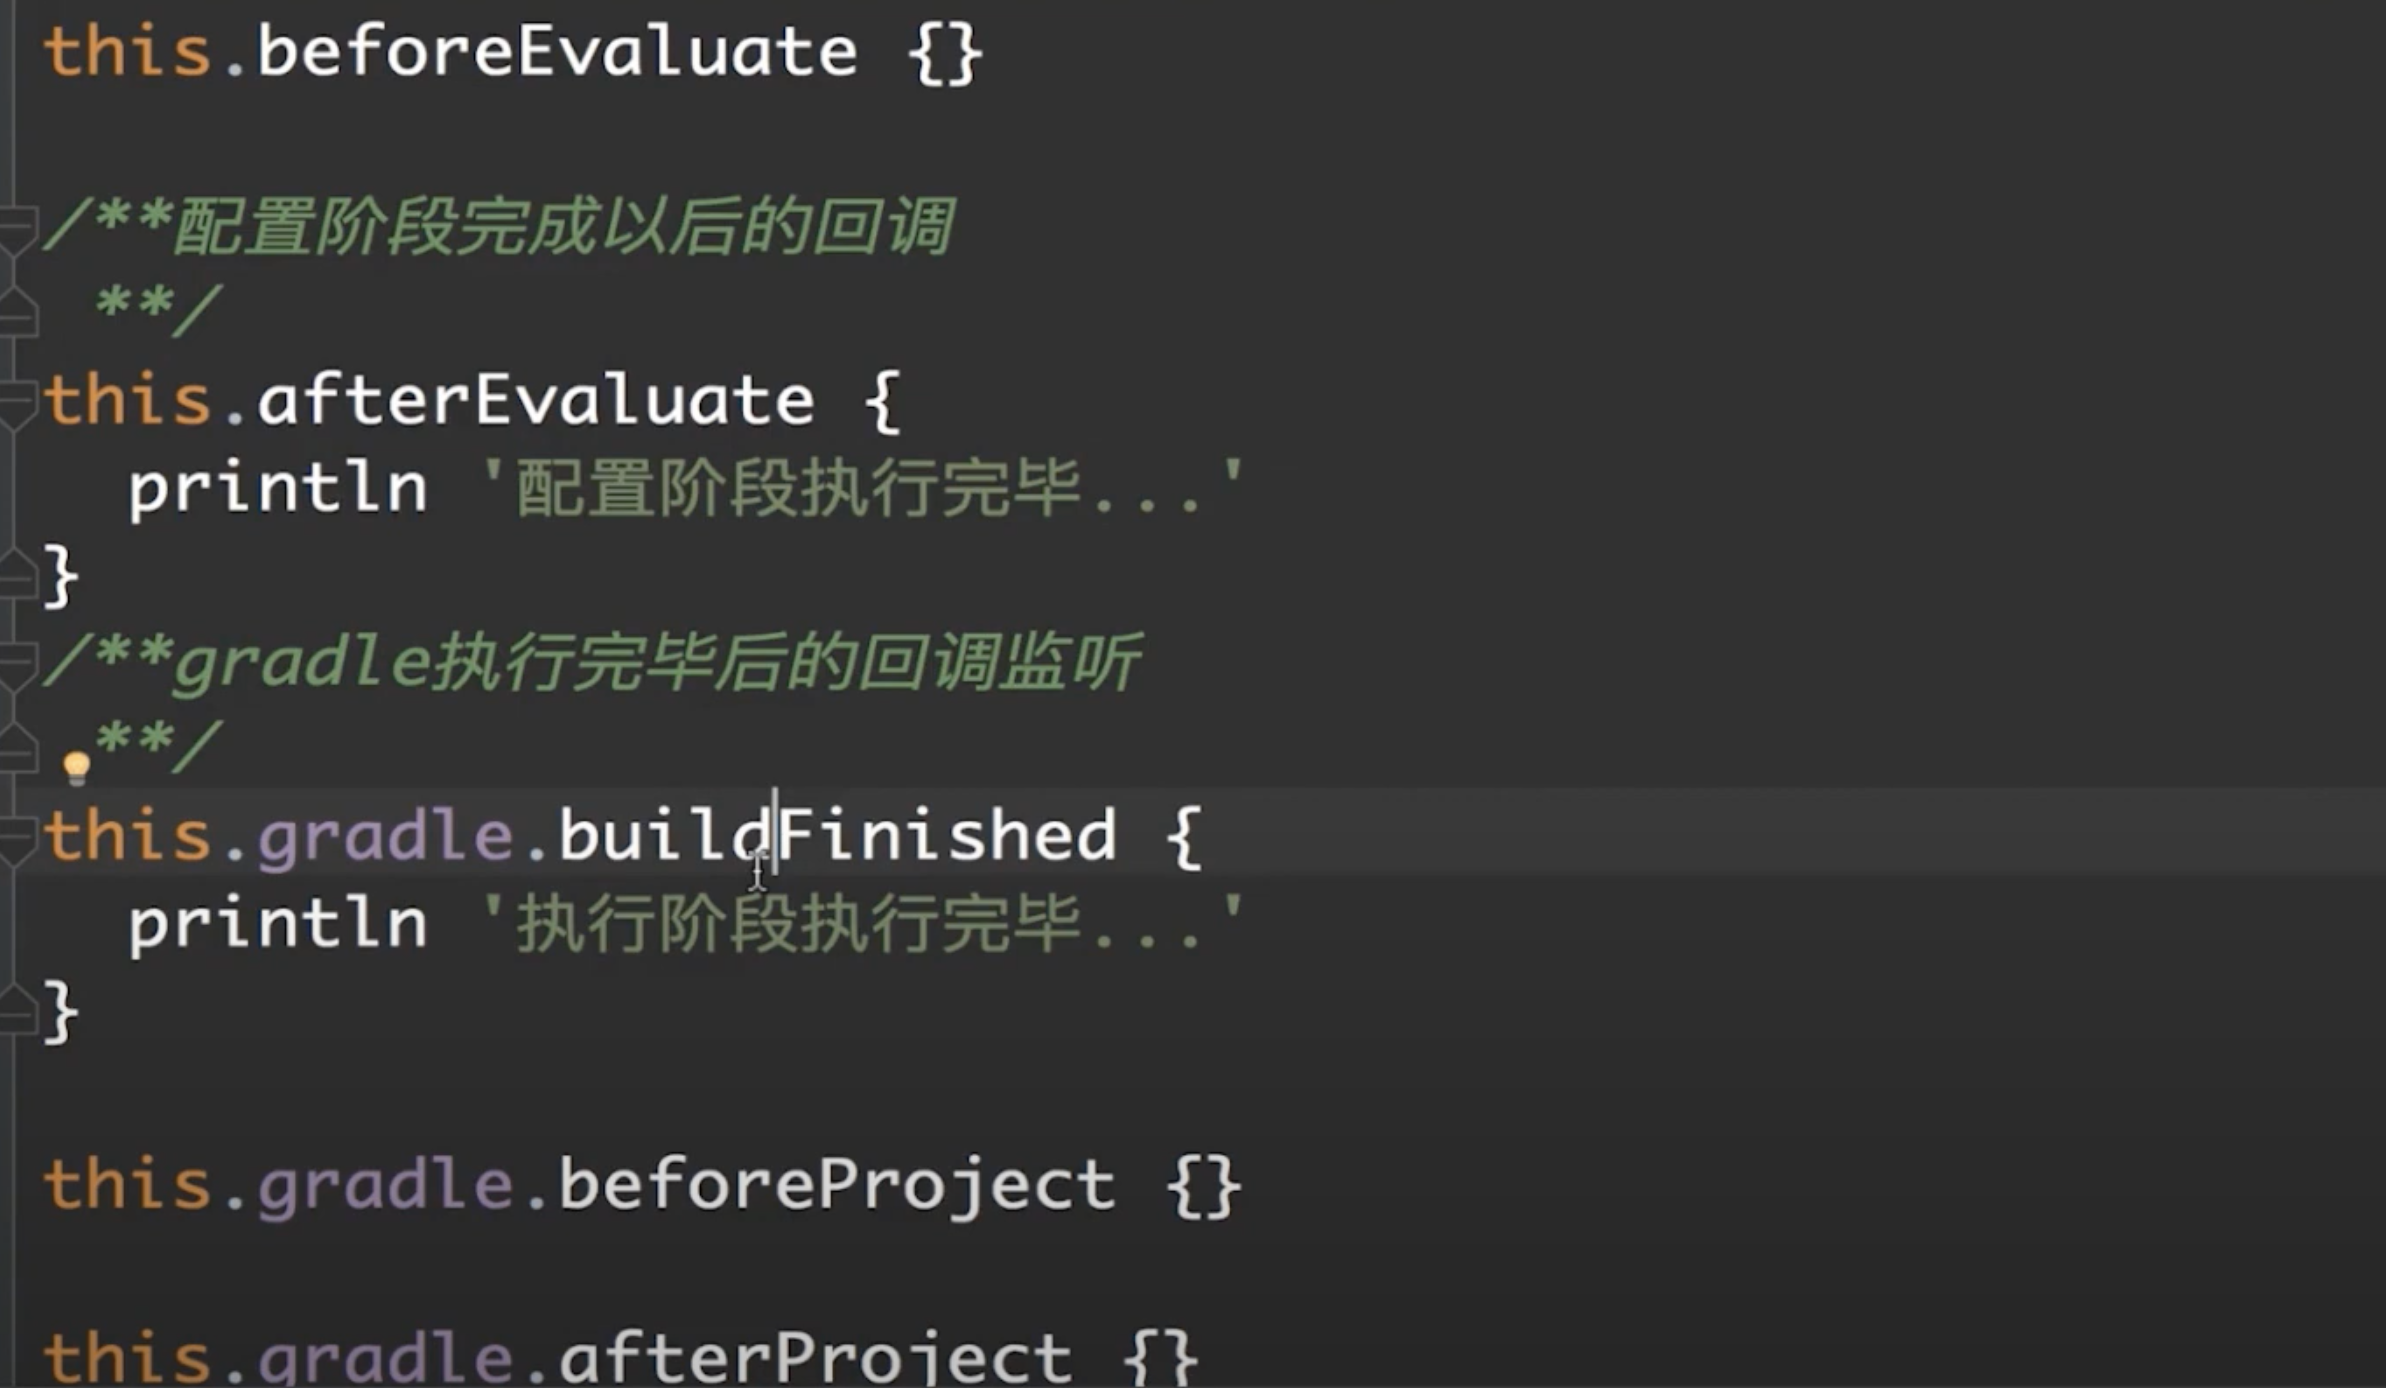 this.beforeEvaluate {}
/**配置阶段完成以后的回调
**/
this.afterEvaluate {
println '配置阶段执行完毕...'
}
/**gradle执行完毕后的回调监听
**/
this.gradle.buildFinished {
println '执行阶段执行完毕...'
}
this.gradle.beforeProject {}
this.gradle.afterProject {}